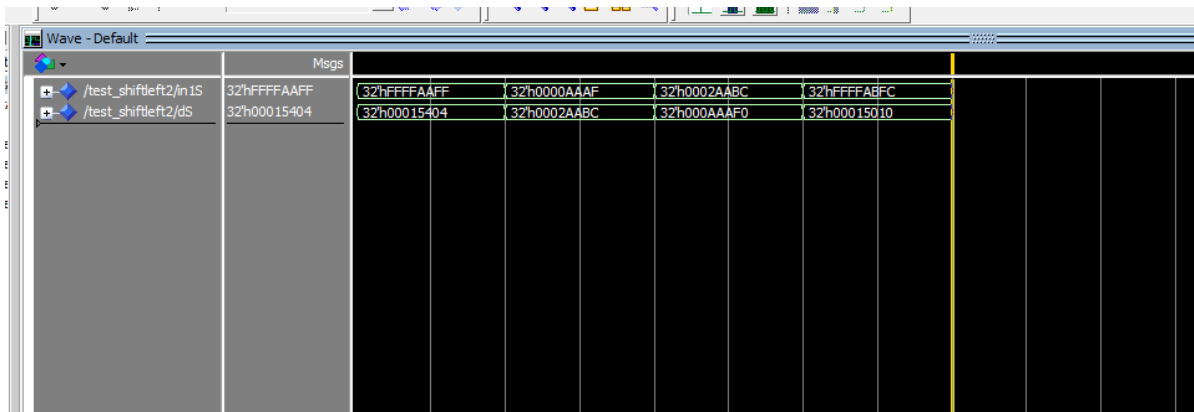 Wave - Default
Msgs
/test_shiftleft2/in1S 32'hFFFFAAFF 32'hFFFFAAFF 32'h0000AAAF 32'h0002AABC 32'hFFFFABFC
/test_shiftleft2/dS 32'h00015404 32'h00015404 32'h0002AABC 32'h000AAAF0 32'h00015010